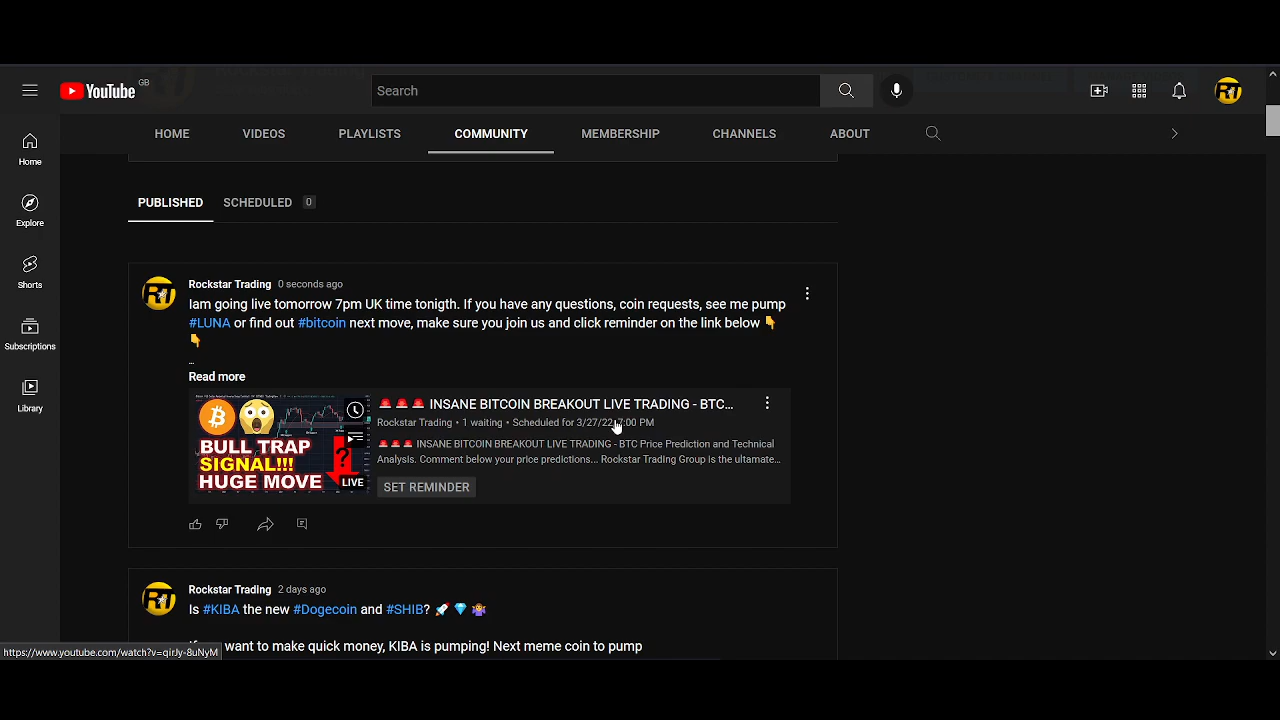 YouTube GB
Search
HOME VIDEOS PLAYLISTS COMMUNITY MEMBERSHIP CHANNELS ABOUT
Home
Explore
Shorts
Subscriptions
Library
PUBLISHED SCHEDULED 0
Rockstar Trading 0 seconds ago
Iam going live tomorrow 7pm UK time tonigth. If you have any questions, coin requests, see me pump
#LUNA or find out #bitcoin next move, make sure you join us and click reminder on the link below 👇
👇
...
Read more
BULL TRAP
SIGNAL!!!
HUGE MOVE
?
LIVE
🚨🚨🚨 INSANE BITCOIN BREAKOUT LIVE TRADING - BTC...
Rockstar Trading • 1 waiting • Scheduled for 3/27/22, 7:00 PM
🚨🚨🚨 INSANE BITCOIN BREAKOUT LIVE TRADING - BTC Price Prediction and Technical
Analysis. Comment below your price predictions... Rockstar Trading Group is the ultamate...
SET REMINDER
Rockstar Trading 2 days ago
Is #KIBA the new #Dogecoin and #SHIB? 🚀 💎 🤷‍♀️
want to make quick money, KIBA is pumping! Next meme coin to pump
https://www.youtube.com/watch?v=qirJy-8uNyM